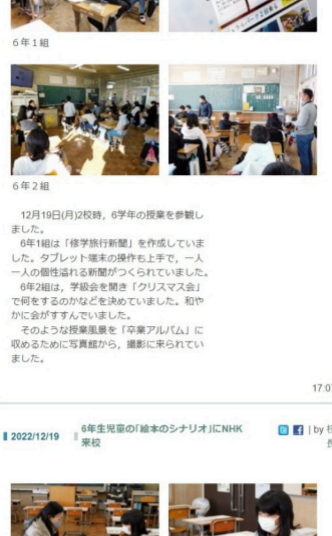 6年1組
6年2組
12月19日(月)2校時，6学年の授業を参観し
ました。
6年1組は「修学旅行新聞」を作成していま
した。タブレット端末の操作も上手で，一人
一人の個性溢れる新聞がつくられていました。
6年2組は，学級会を開き「クリスマス会」
で何をするのかなどを決めていました。和や
かに会がすすんでいました。
そのような授業風景を「卒業アルバム」に
収めるために写真館から，撮影に来られてい
ました。
17:0
2022/12/19
6年生児童の「絵本のシナリオ」にNHK
来校
| by 校